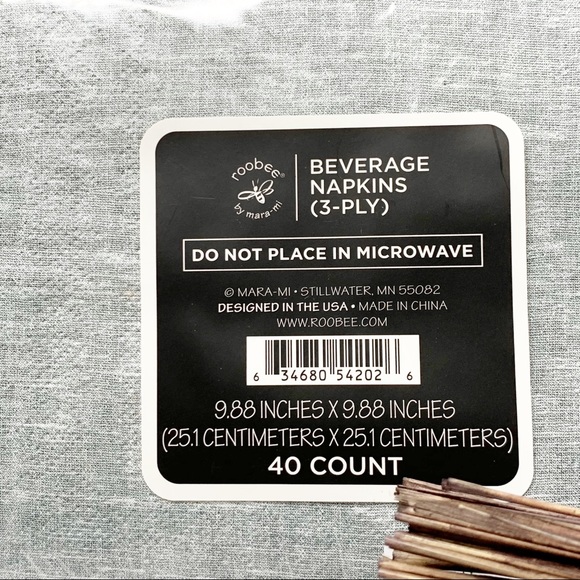 roobee®
by mara-mi
BEVERAGE
NAPKINS
(3-PLY)
DO NOT PLACE IN MICROWAVE
© MARA-MI • STILLWATER, MN 55082
DESIGNED IN THE USA • MADE IN CHINA
WWW.ROOBEE.COM
6 34680 54202 6
9.88 INCHES X 9.88 INCHES
(25.1 CENTIMETERS X 25.1 CENTIMETERS)
40 COUNT